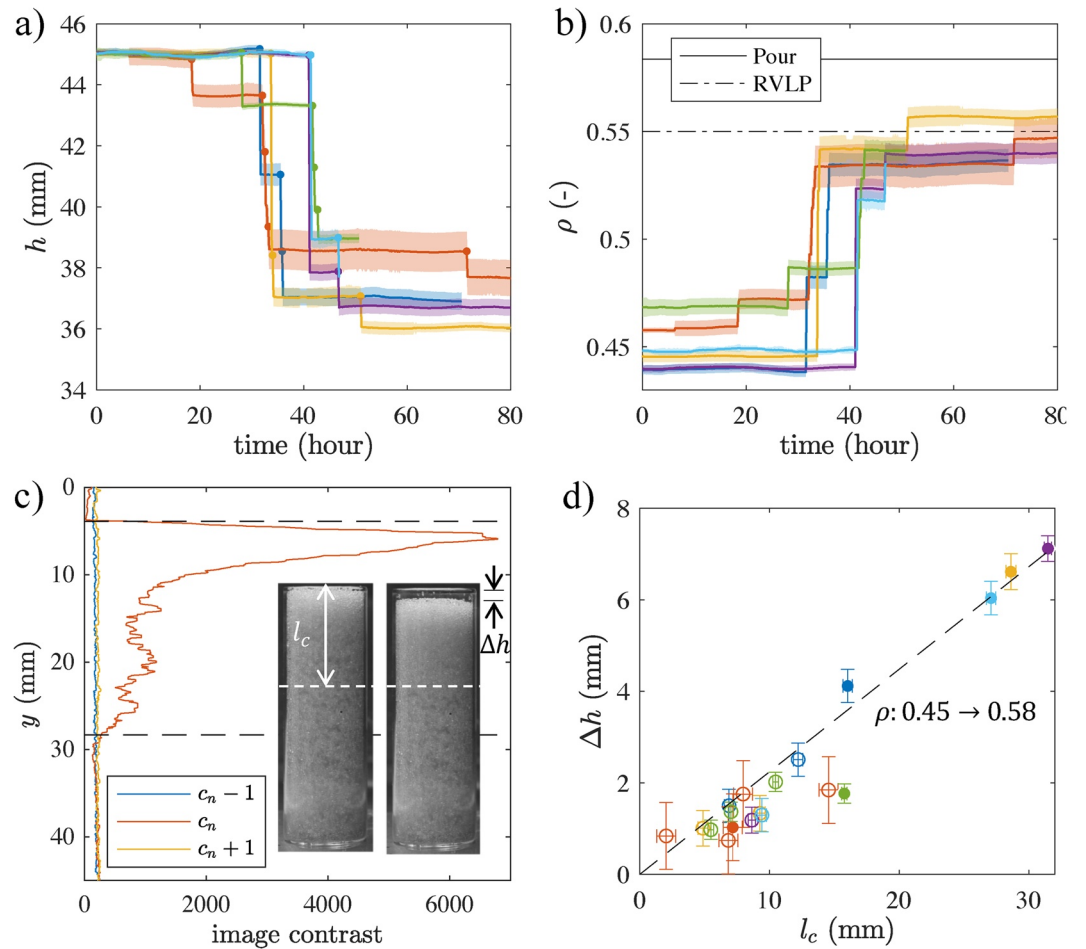 a)
46
44
42
40
38
36
34
h (mm)
0
20
40
60
80
time (hour)
b)
0.6
0.55
0.5
0.45
ρ (-)
Pour
RVLP
0
20
40
60
80
time (hour)
c)
0
10
20
30
40
y (mm)
l_c
Δh
c_n − 1
c_n
c_n + 1
0
2000
4000
6000
image contrast
d)
8
6
4
2
0
Δh (mm)
ρ: 0.45 → 0.58
0
10
20
30
l_c (mm)